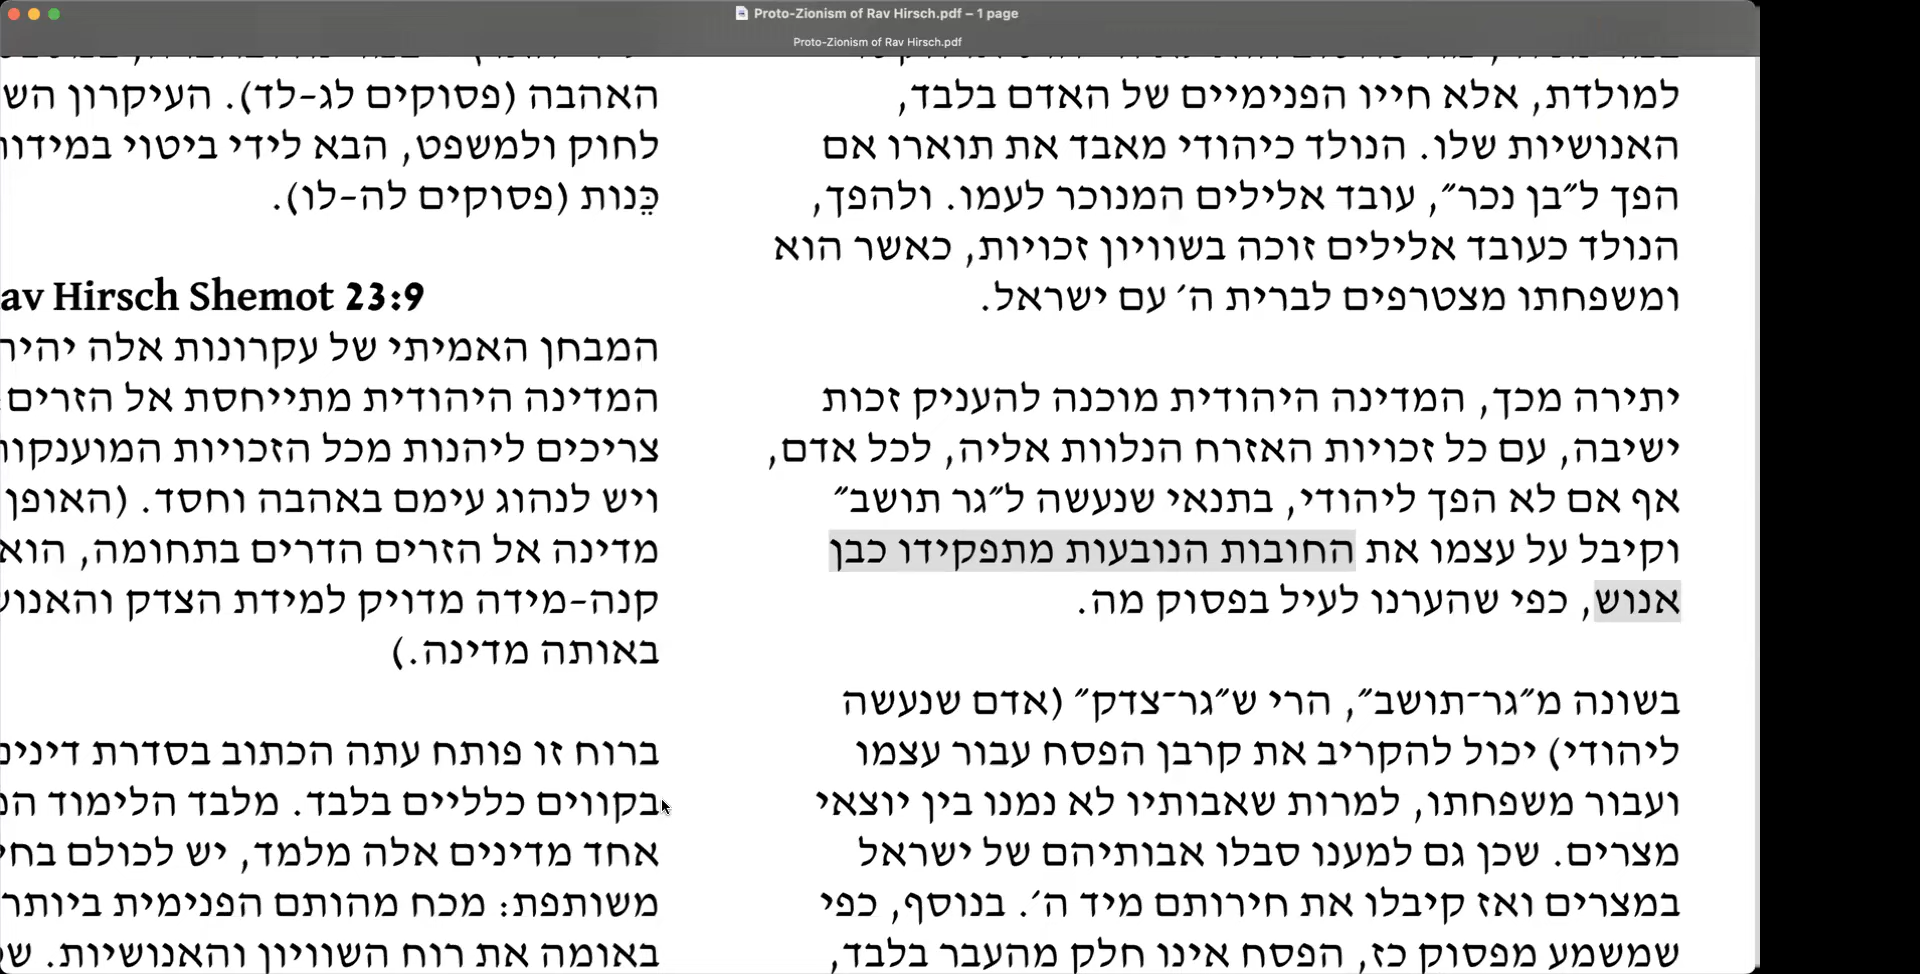 Proto-Zionism of Rav Hirsch.pdf – 1 page
Proto-Zionism of Rav Hirsch.pdf
למולדת, אלא חייו הפנימיים של האדם בלבד,
האנושיות שלו. הנולד כיהודי מאבד את תוארו אם
הפך ל״בן נכר״, עובד אלילים המנוכר לעמו. ולהפך,
הנולד כעובד אלילים זוכה בשוויון זכויות, כאשר הוא
ומשפחתו מצטרפים לברית ה׳ עם ישראל.
יתירה מכך, המדינה היהודית מוכנה להעניק זכות
ישיבה, עם כל זכויות האזרח הנלוות אליה, לכל אדם,
אף אם לא הפך ליהודי, בתנאי שנעשה ל״גר תושב״
וקיבל על עצמו את החובות הנובעות מתפקידו כבן
אנוש, כפי שהערנו לעיל בפסוק מה.
בשונה מ״גר־תושב״, הרי ש״גר־צדק״ (אדם שנעשה
ליהודי) יכול להקריב את קרבן הפסח עבור עצמו
ועבור משפחתו, למרות שאבותיו לא נמנו בין יוצאי
מצרים. שכן גם למענו סבלו אבותיהם של ישראל
במצרים ואז קיבלו את חירותם מיד ה׳. בנוסף, כפי
שמשמע מפסוק כז, הפסח אינו חלק מהעבר בלבד,
האהבה (פסוקים לג-לד). העיקרון
לחוק ולמשפט, הבא לידי ביטוי
כֵּנות (פסוקים לה-לו).
Hirsch Shemot 23:9
המבחן האמיתי של עקרונות אלה
המדינה היהודית מתייחסת אל הזרים
צריכים ליהנות מכל הזכויות
ויש לנהוג עימם באהבה וחסד. (האופן
מדינה אל הזרים הדרים בתחומה, הוא
קנה-מידה מדויק למידת הצדק
באותה מדינה.)
ברוח זו פותח עתה הכתוב בסדרת
בקווים כלליים בלבד. מלבד הלימוד
אחד מדינים אלה מלמד, יש לכולם
משותפת: מכח מהותם הפנימית ביותר
באומה את רוח השוויון והאנושיות.